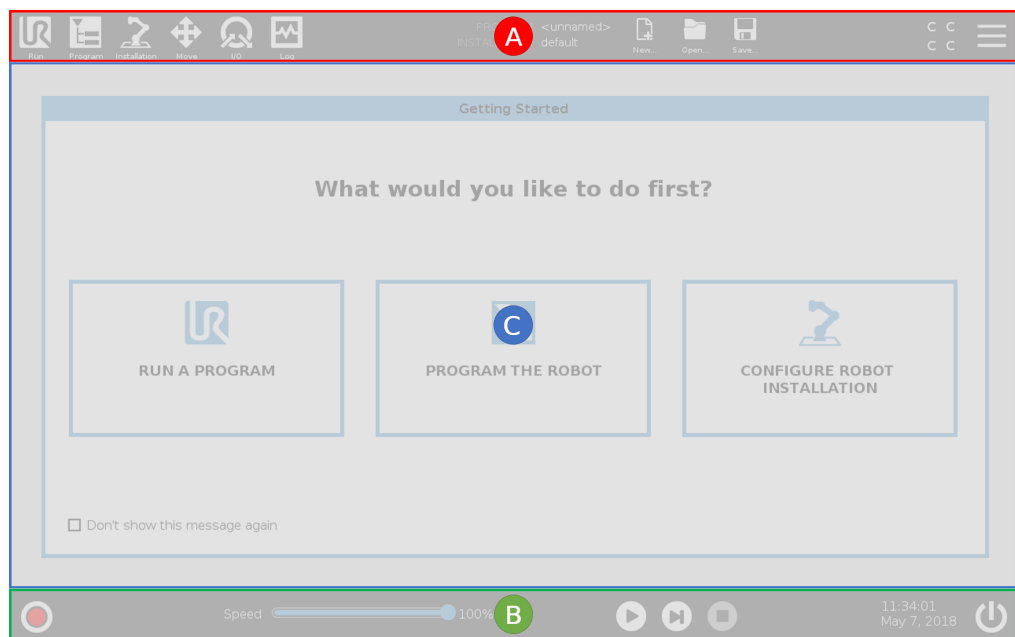 Run Program Installation Move I/O Log
<unnamed>
default
A
New... Open... Save...
C C
C C
Getting Started
What would you like to do first?
C
RUN A PROGRAM
PROGRAM THE ROBOT
CONFIGURE ROBOT
INSTALLATION
Don't show this message again
Speed 100%
B
11:34:01
May 7, 2018